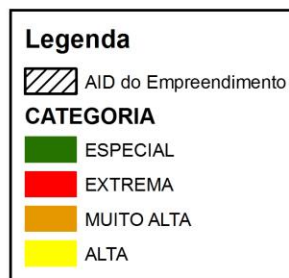 Legenda
AID do Empreendimento
CATEGORIA
ESPECIAL
EXTREMA
MUITO ALTA
ALTA